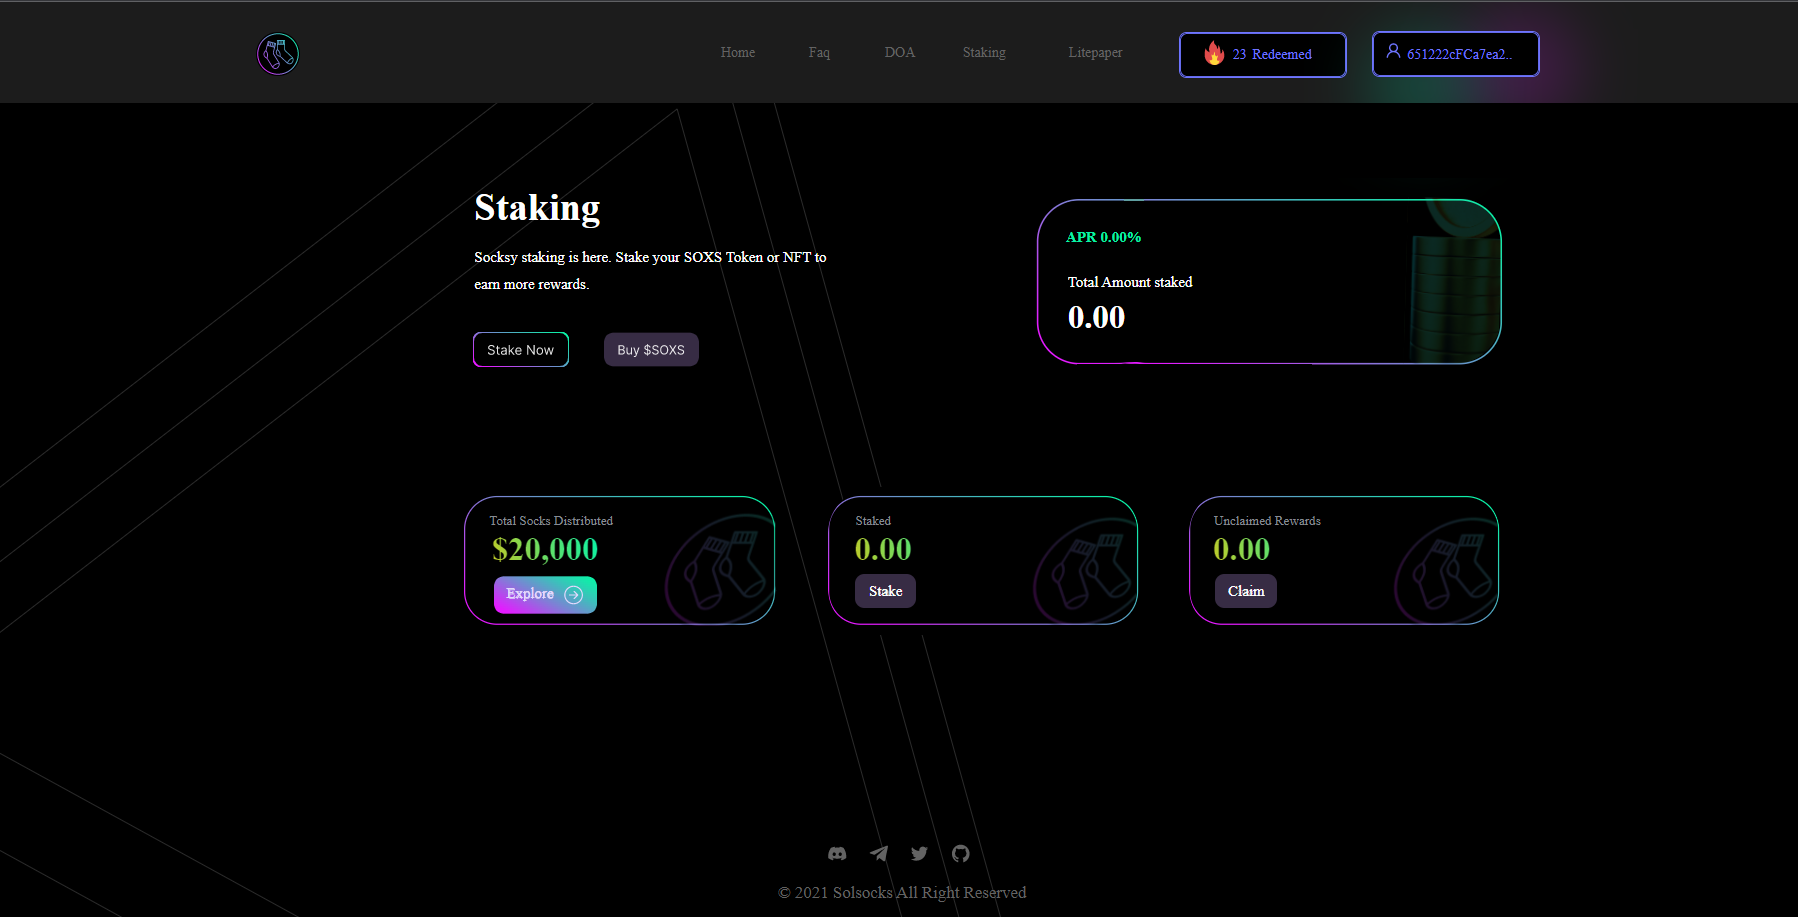 Home Faq DOA Staking Litepaper 23 Redeemed 651222cFCa7ea2..
Staking
Socksy staking is here. Stake your SOXS Token or NFT to
earn more rewards.
Stake Now Buy $SOXS
APR 0.00%
Total Amount staked
0.00
Total Socks Distributed
$20,000
Explore
Staked
0.00
Stake
Unclaimed Rewards
0.00
Claim
© 2021 Solsocks All Right Reserved